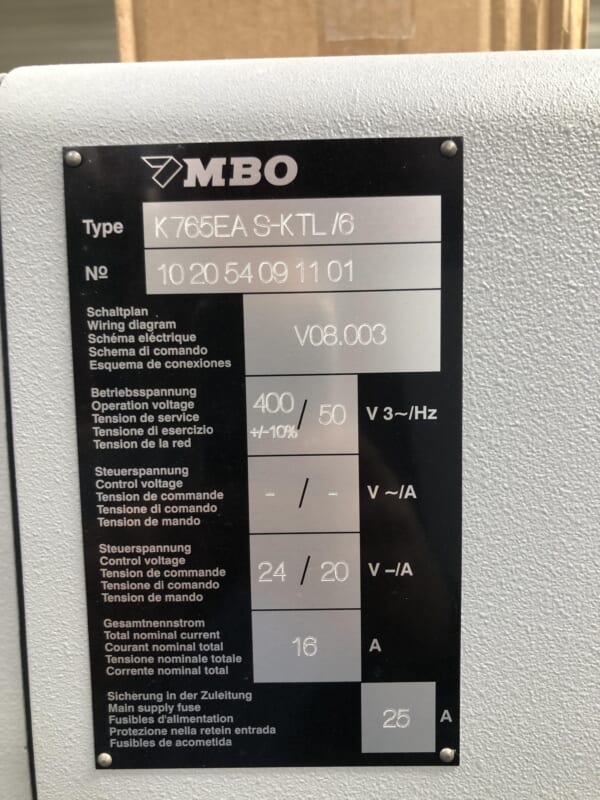 MBO
Type K765EA S-KTL /6
Nº 10 20 54 09 11 01
Schaltplan
Wiring diagram
Schéma eléctrique
Schema di comando
Esquema de conexiones
V08.003
Betriebsspannung
Operation voltage
Tension de service
Tensione di esercizio
Tension de la red
400 / 50 V 3~/Hz
+/-10%
Steuerspannung
Control voltage
Tension de commande
Tensione di comando
Tension de mando
- / - V ~/A
Steuerspannung
Control voltage
Tension de commande
Tensione di comando
Tension de mando
24 / 20 V –/A
Gesamtnennstrom
Total nominal current
Courant nominal total
Tensione nominale totale
Corrente nominal total
16 A
Sicherung in der Zuleitung
Main supply fuse
Fusibles d'alimentation
Protezione nella retein entrada
Fusibles de acometida
25 A